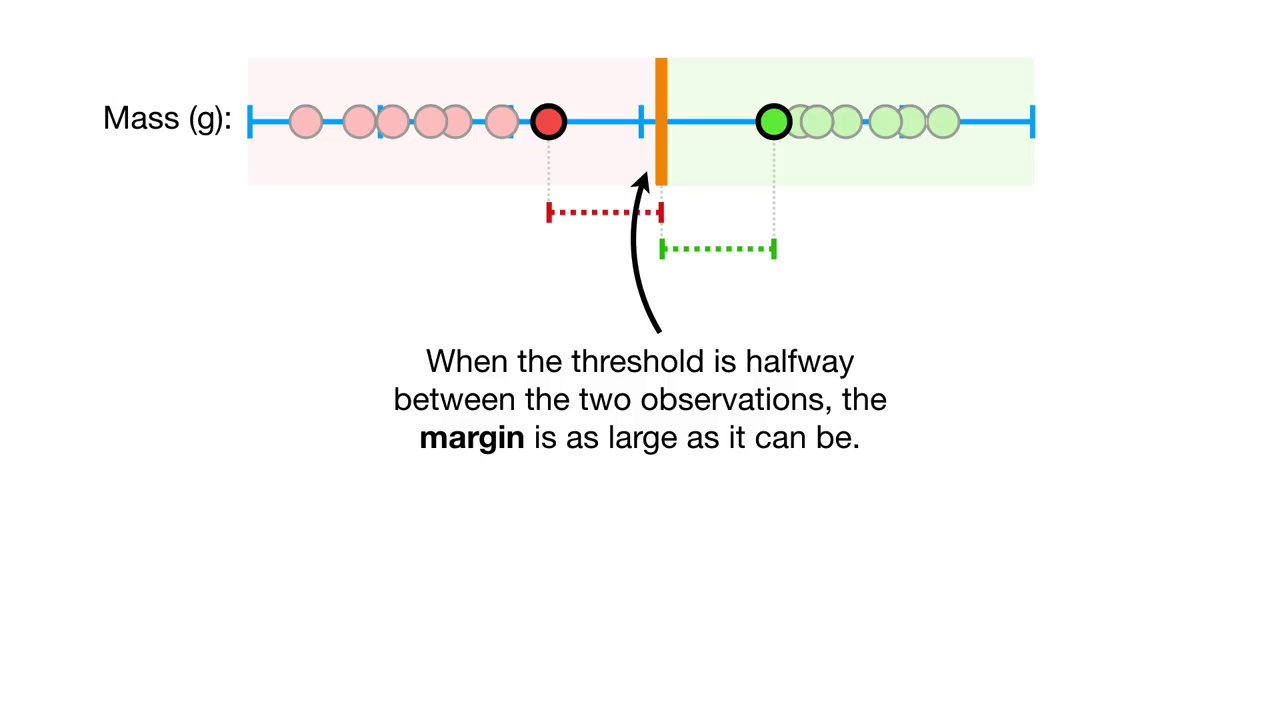 Mass (g):
When the threshold is halfway
between the two observations, the
margin is as large as it can be.